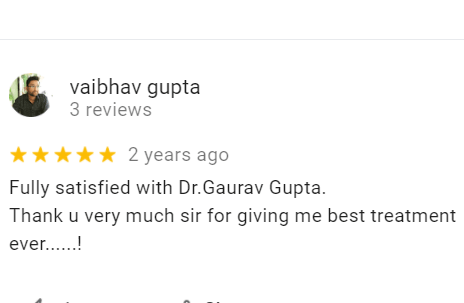 vaibhav gupta
3 reviews
2 years ago
Fully satisfied with Dr.Gaurav Gupta.
Thank u very much sir for giving me best treatment
ever......!